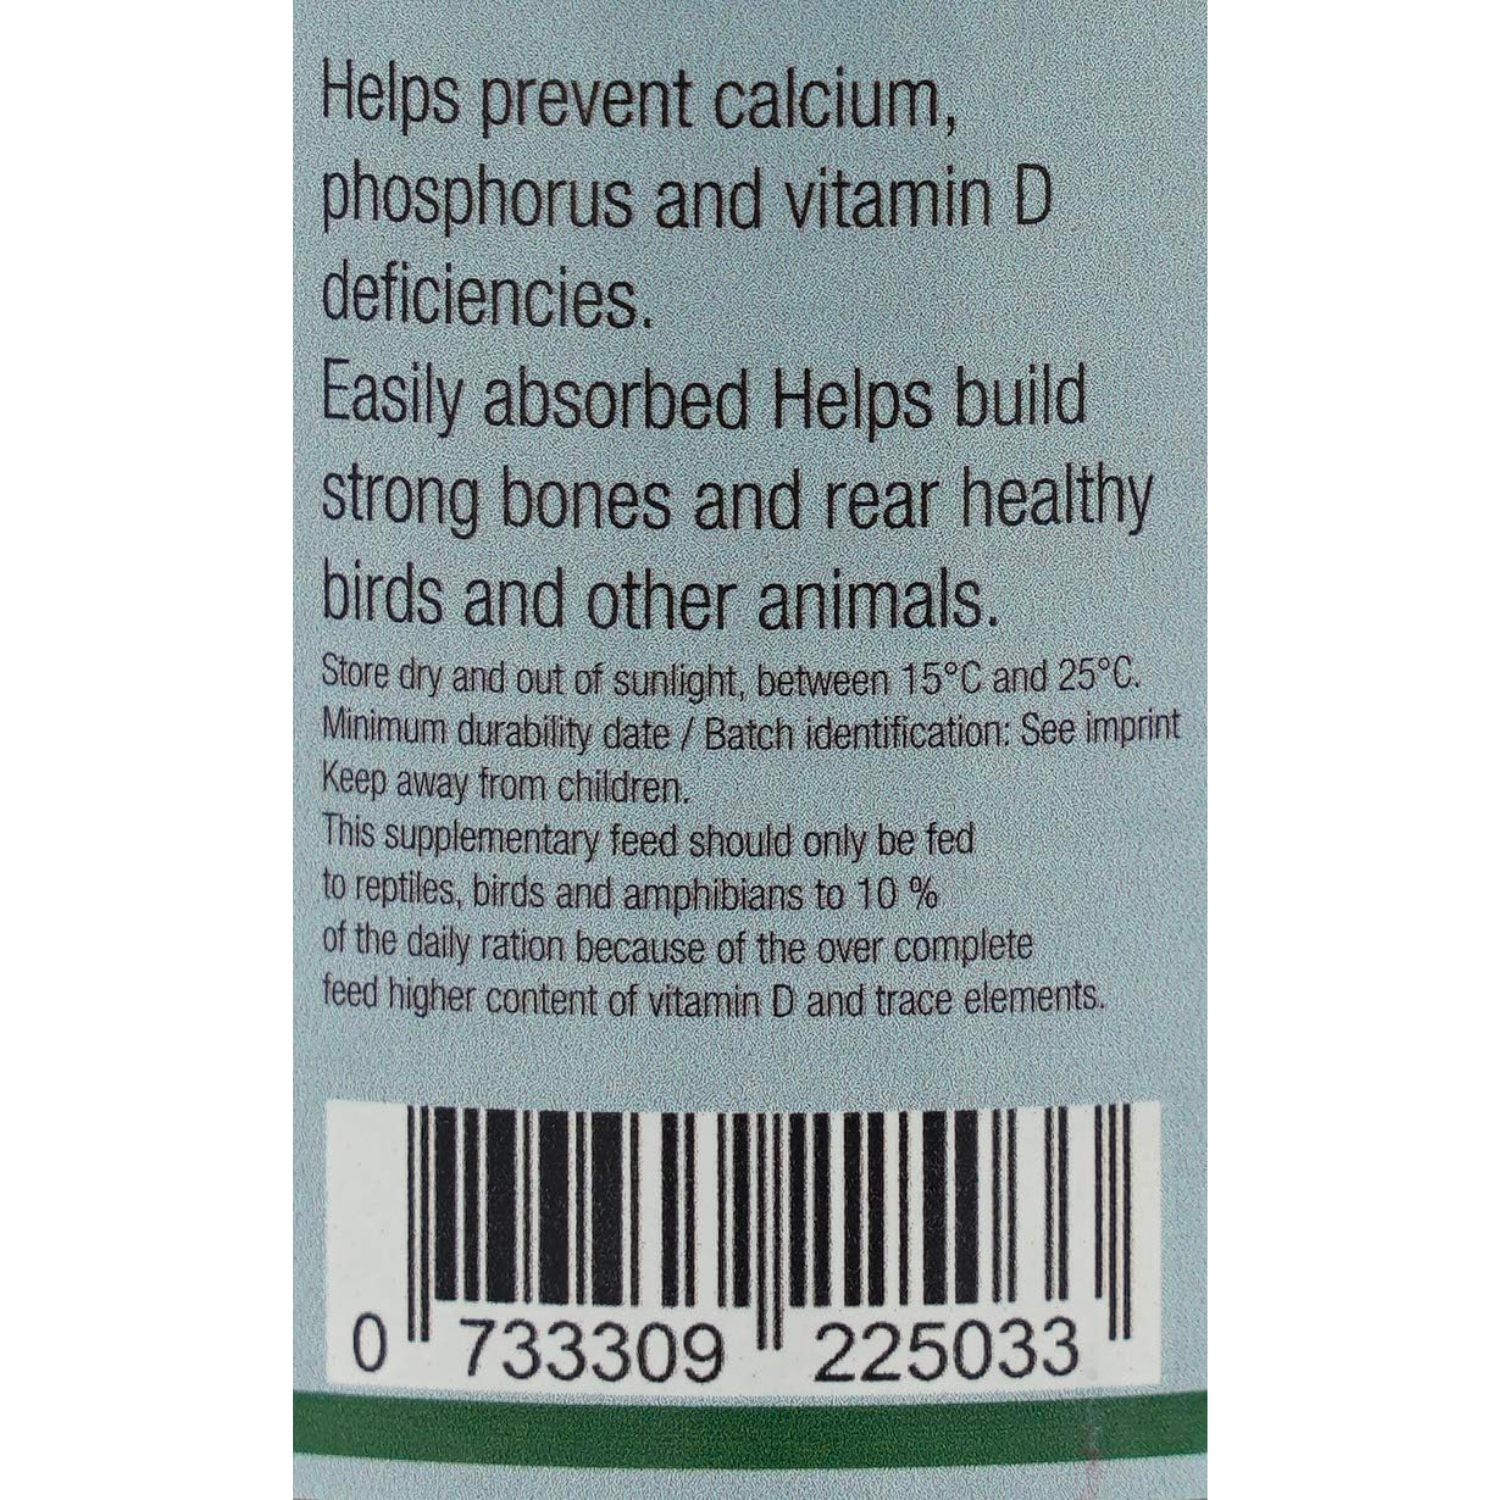 Helps prevent calcium,
phosphorus and vitamin D
deficiencies.
Easily absorbed Helps build
strong bones and rear healthy
birds and other animals.
Store dry and out of sunlight, between 15°C and 25°C.
Minimum durability date / Batch identification: See imprint
Keep away from children.
This supplementary feed should only be fed
to reptiles, birds and amphibians to 10 %
of the daily ration because of the over complete
feed higher content of vitamin D and trace elements.
0 733309 225033